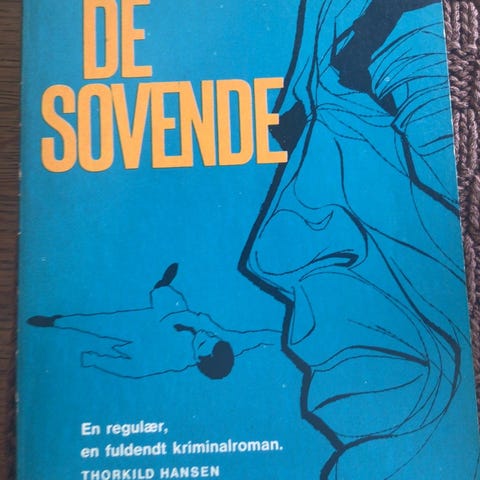 DE
SOVENDE
En regulær,
en fuldendt kriminalroman.
THORKILD HANSEN